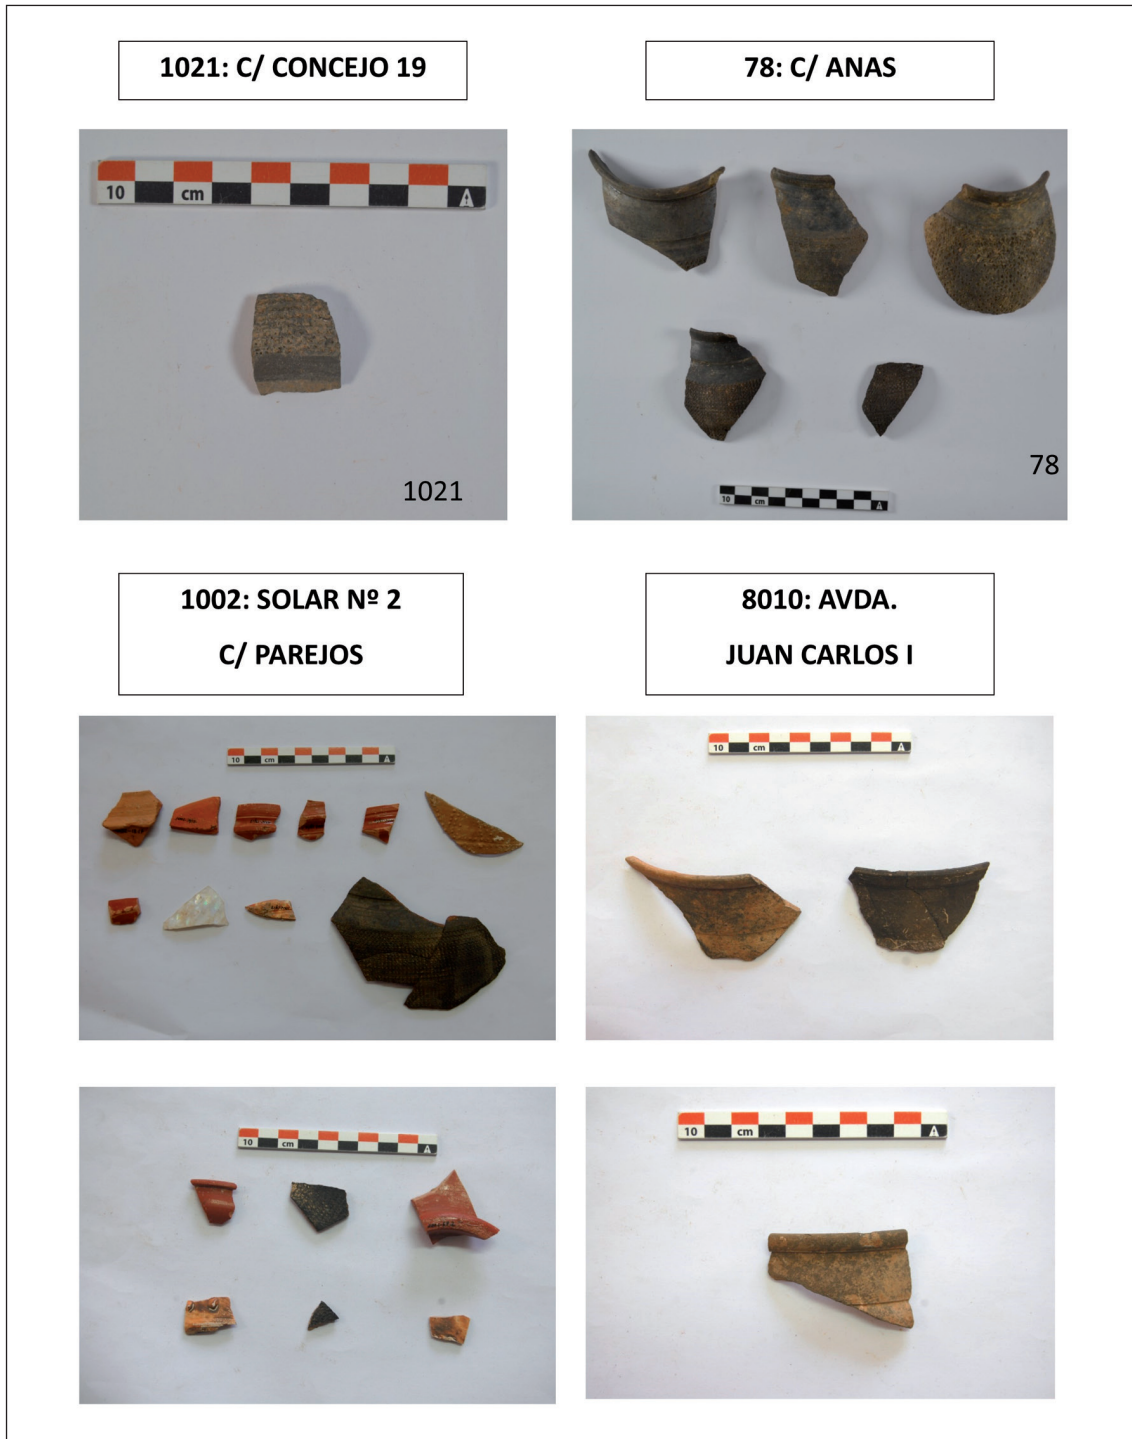 1021: C/ CONCEJO 19
78: C/ ANAS
10 cm A
1021
10 cm A
78
1002: SOLAR Nº 2
C/ PAREJOS
8010: AVDA.
JUAN CARLOS I
10 cm A
10 cm A
10 cm A
10 cm A